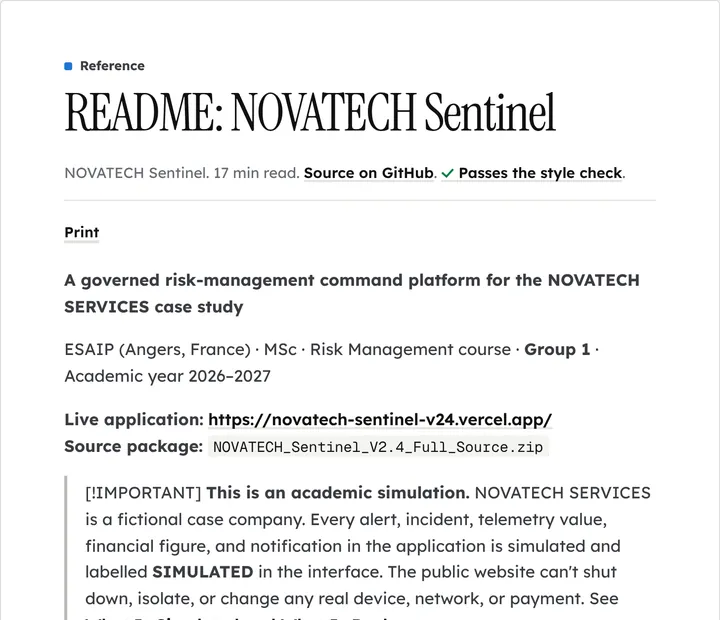 Reference
README: NOVATECH Sentinel
NOVATECH Sentinel. 17 min read. Source on GitHub. ✓ Passes the style check.
Print
A governed risk-management command platform for the NOVATECH
SERVICES case study
ESAIP (Angers, France) · MSc · Risk Management course · Group 1 ·
Academic year 2026–2027
Live application: https://novatech-sentinel-v24.vercel.app/
Source package: NOVATECH_Sentinel_V2.4_Full_Source.zip
[!IMPORTANT] This is an academic simulation. NOVATECH SERVICES
is a fictional case company. Every alert, incident, telemetry value,
financial figure, and notification in the application is simulated and
labelled SIMULATED in the interface. The public website can't shut
down, isolate, or change any real device, network, or payment. See